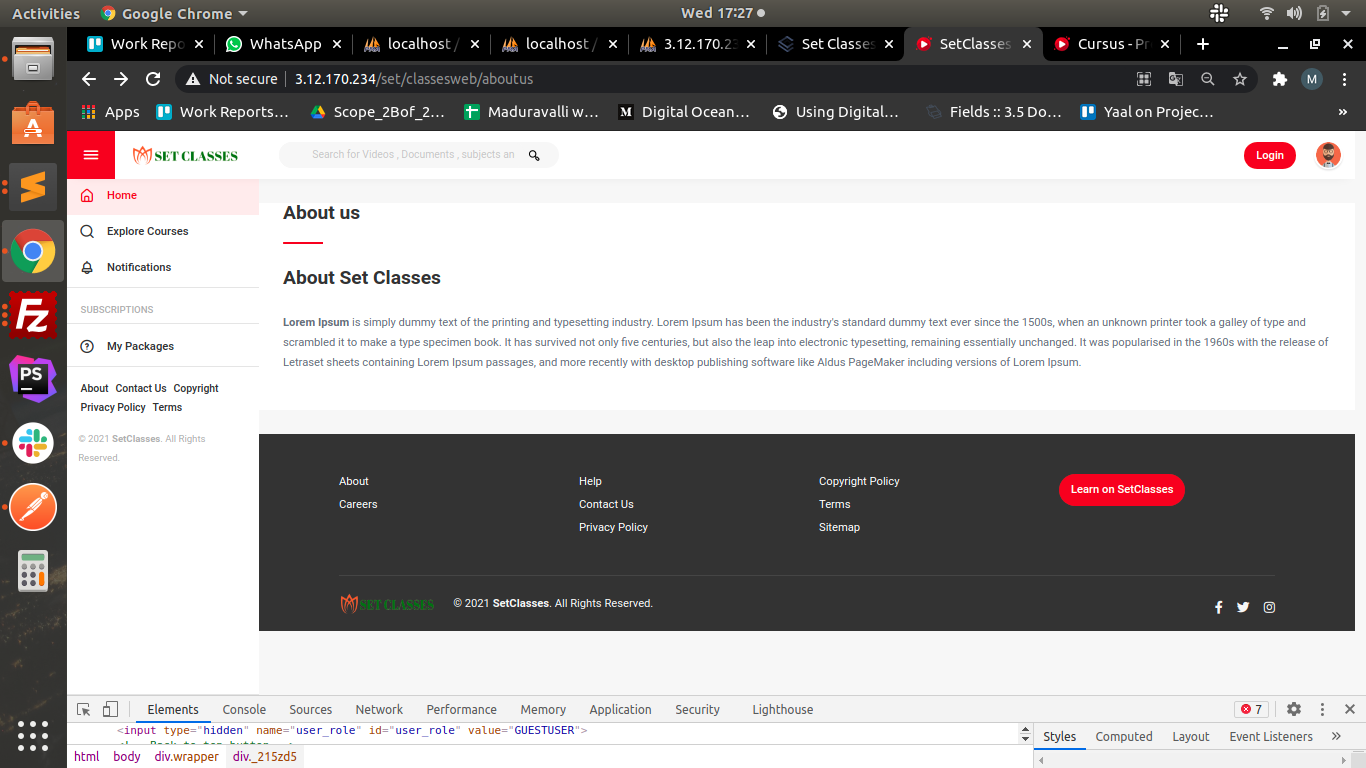 Activities Google Chrome Wed 17:27
Work Repo WhatsApp localhost / localhost / 3.12.170.23 Set Classes SetClasses Cursus - Pr
Not secure 3.12.170.234/set/classesweb/aboutus M
Apps Work Reports... Scope_2Bof_2... Maduravalli w... Digital Ocean... Using Digital... Fields :: 3.5 Do... Yaal on Projec... »
SET CLASSES Search for Videos , Documents , subjects an Login
Home
Explore Courses
Notifications
SUBSCRIPTIONS
My Packages
About Contact Us Copyright
Privacy Policy Terms
© 2021 SetClasses. All Rights
Reserved.
About us
About Set Classes
Lorem Ipsum is simply dummy text of the printing and typesetting industry. Lorem Ipsum has been the industry's standard dummy text ever since the 1500s, when an unknown printer took a galley of type and
scrambled it to make a type specimen book. It has survived not only five centuries, but also the leap into electronic typesetting, remaining essentially unchanged. It was popularised in the 1960s with the release of
Letraset sheets containing Lorem Ipsum passages, and more recently with desktop publishing software like Aldus PageMaker including versions of Lorem Ipsum.
About Help Copyright Policy Learn on SetClasses
Careers Contact Us Terms
Privacy Policy Sitemap
SET CLASSES © 2021 SetClasses. All Rights Reserved.
Elements Console Sources Network Performance Memory Application Security Lighthouse 7
<input type="hidden" name="user_role" id="user_role" value="GUESTUSER">
Styles Computed Layout Event Listeners »
html body div.wrapper div._215zd5